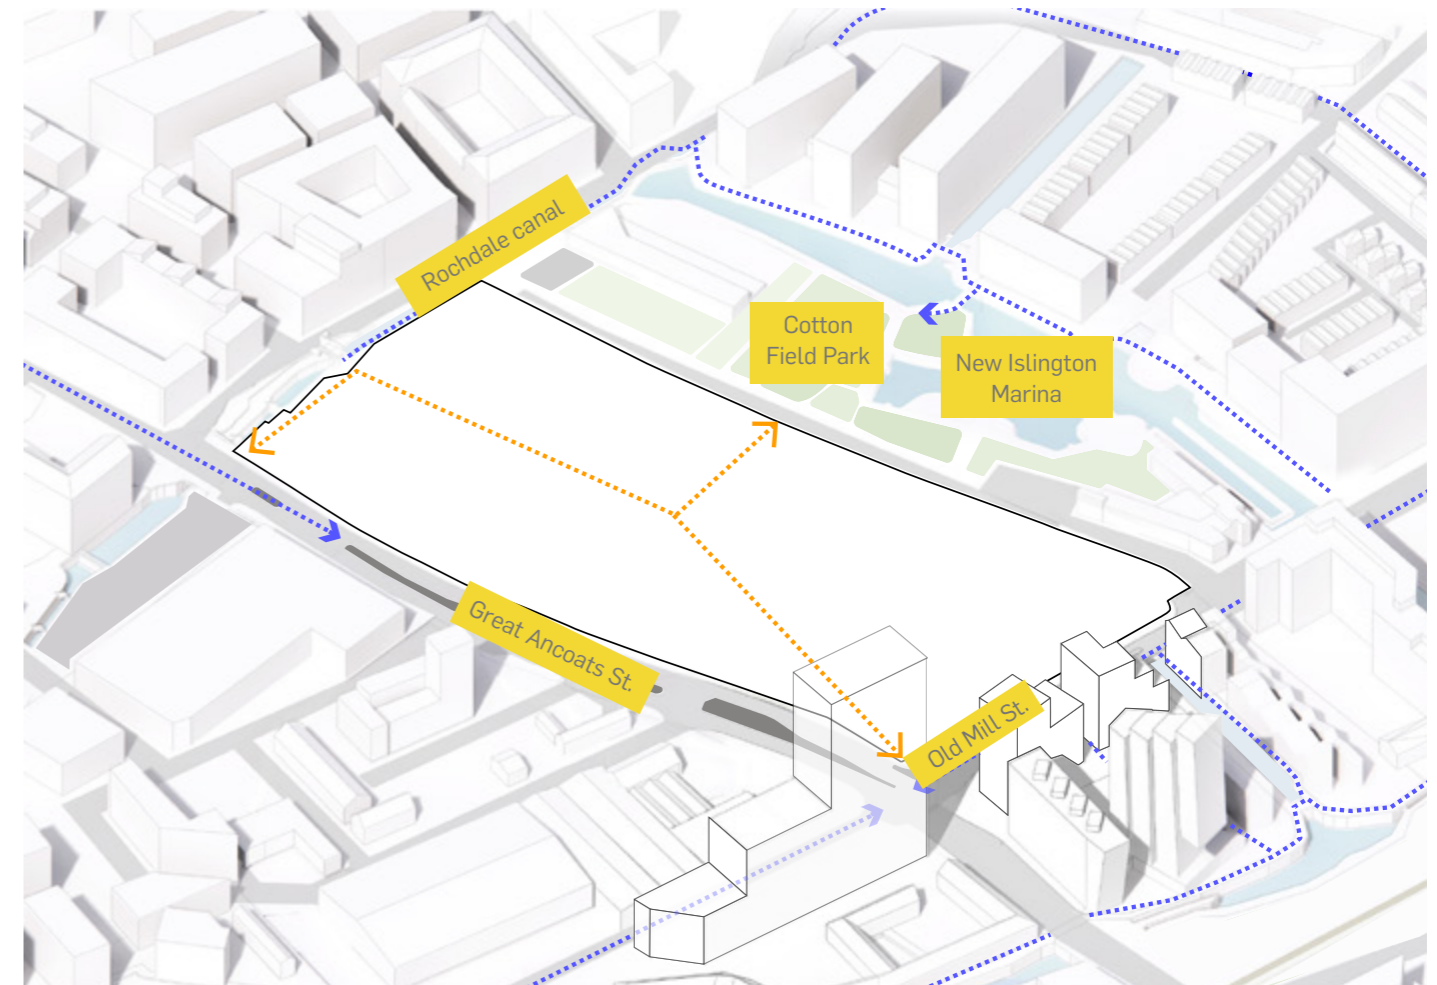 Rochdale canal
Cotton
Field Park
New Islington
Marina
Great Ancoats St.
Old Mill St.